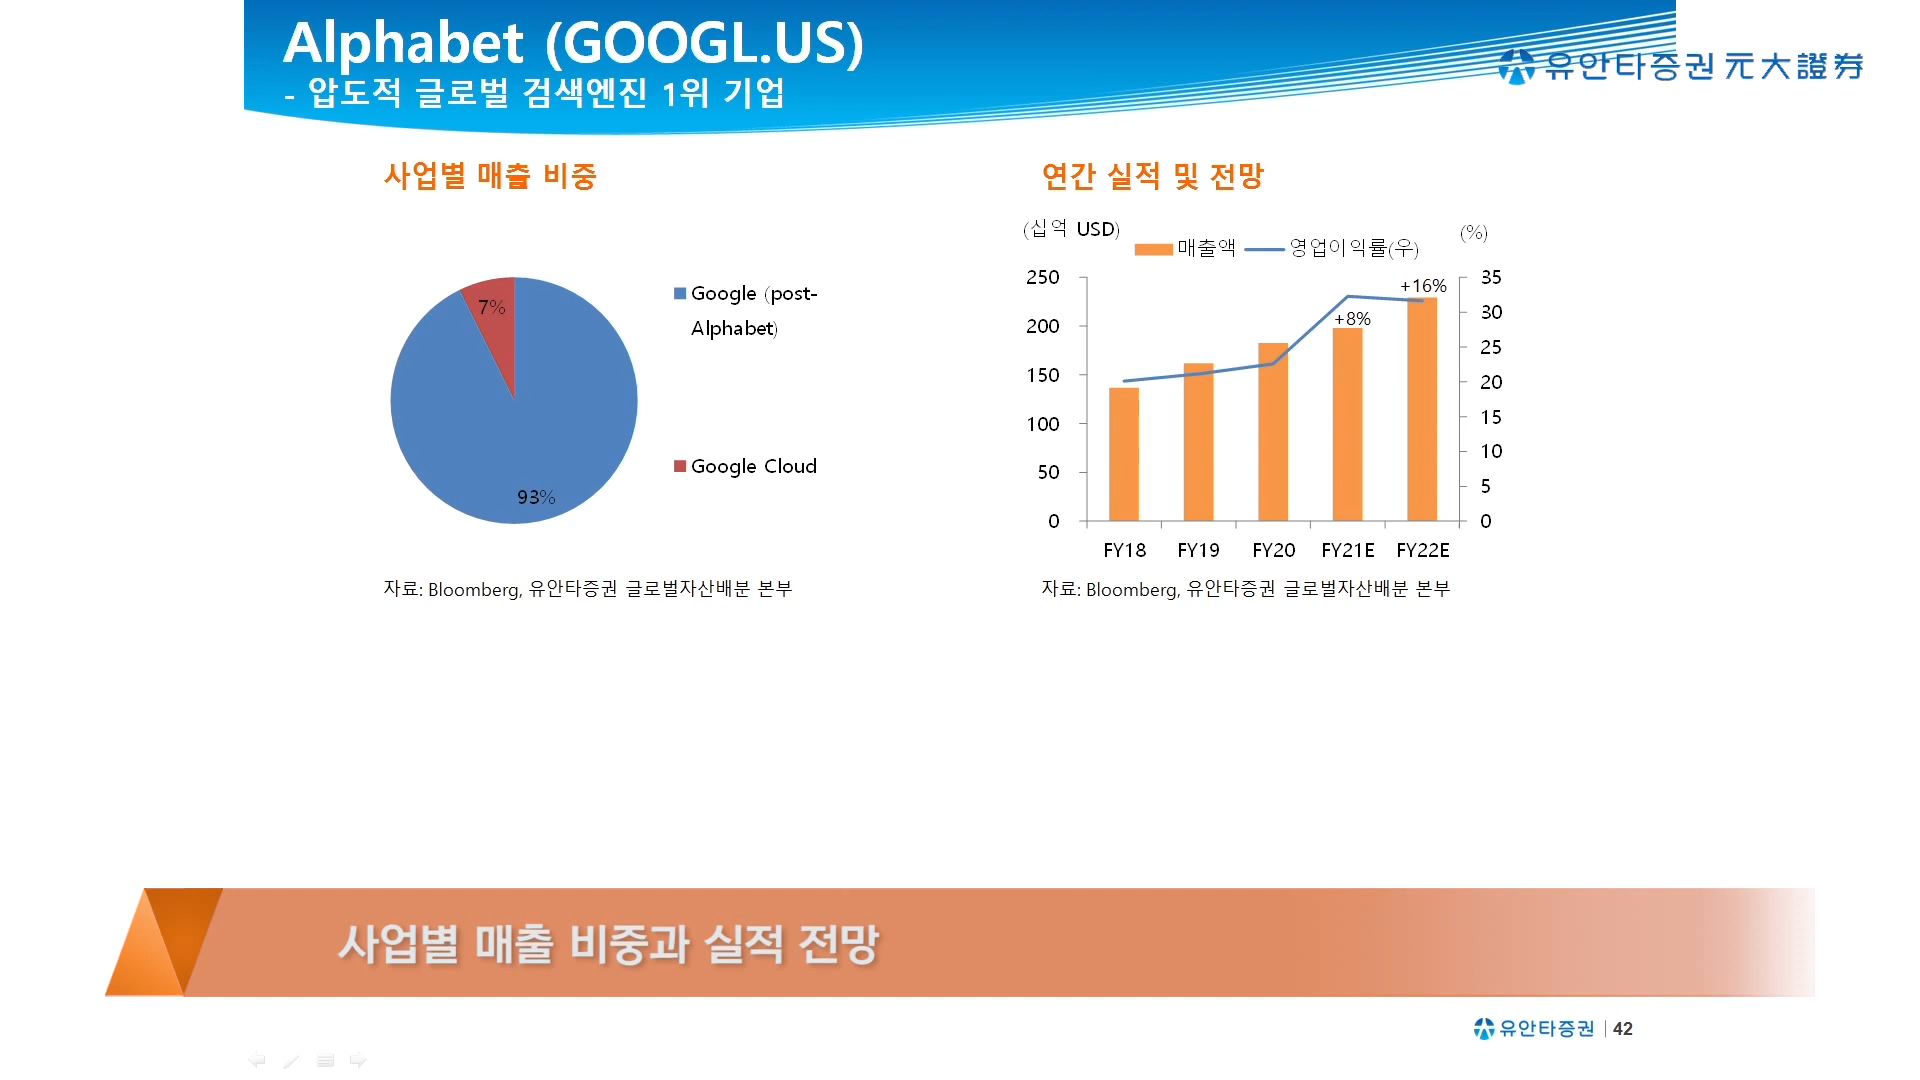 Alphabet (GOOGL.US)
- 압도적 글로벌 검색엔진 1위 기업
유안타증권 元大證券
사업별 매출 비중
7%
93%
Google (post-
Alphabet)
Google Cloud
자료: Bloomberg, 유안타증권 글로벌자산배분 본부
연간 실적 및 전망
(십억 USD)
(%)
매출액 영업이익률(우)
250
200
150
100
50
0
+8%
+16%
35
30
25
20
15
10
5
0
FY18 FY19 FY20 FY21E FY22E
자료: Bloomberg, 유안타증권 글로벌자산배분 본부
사업별 매출 비중과 실적 전망
유안타증권 | 42